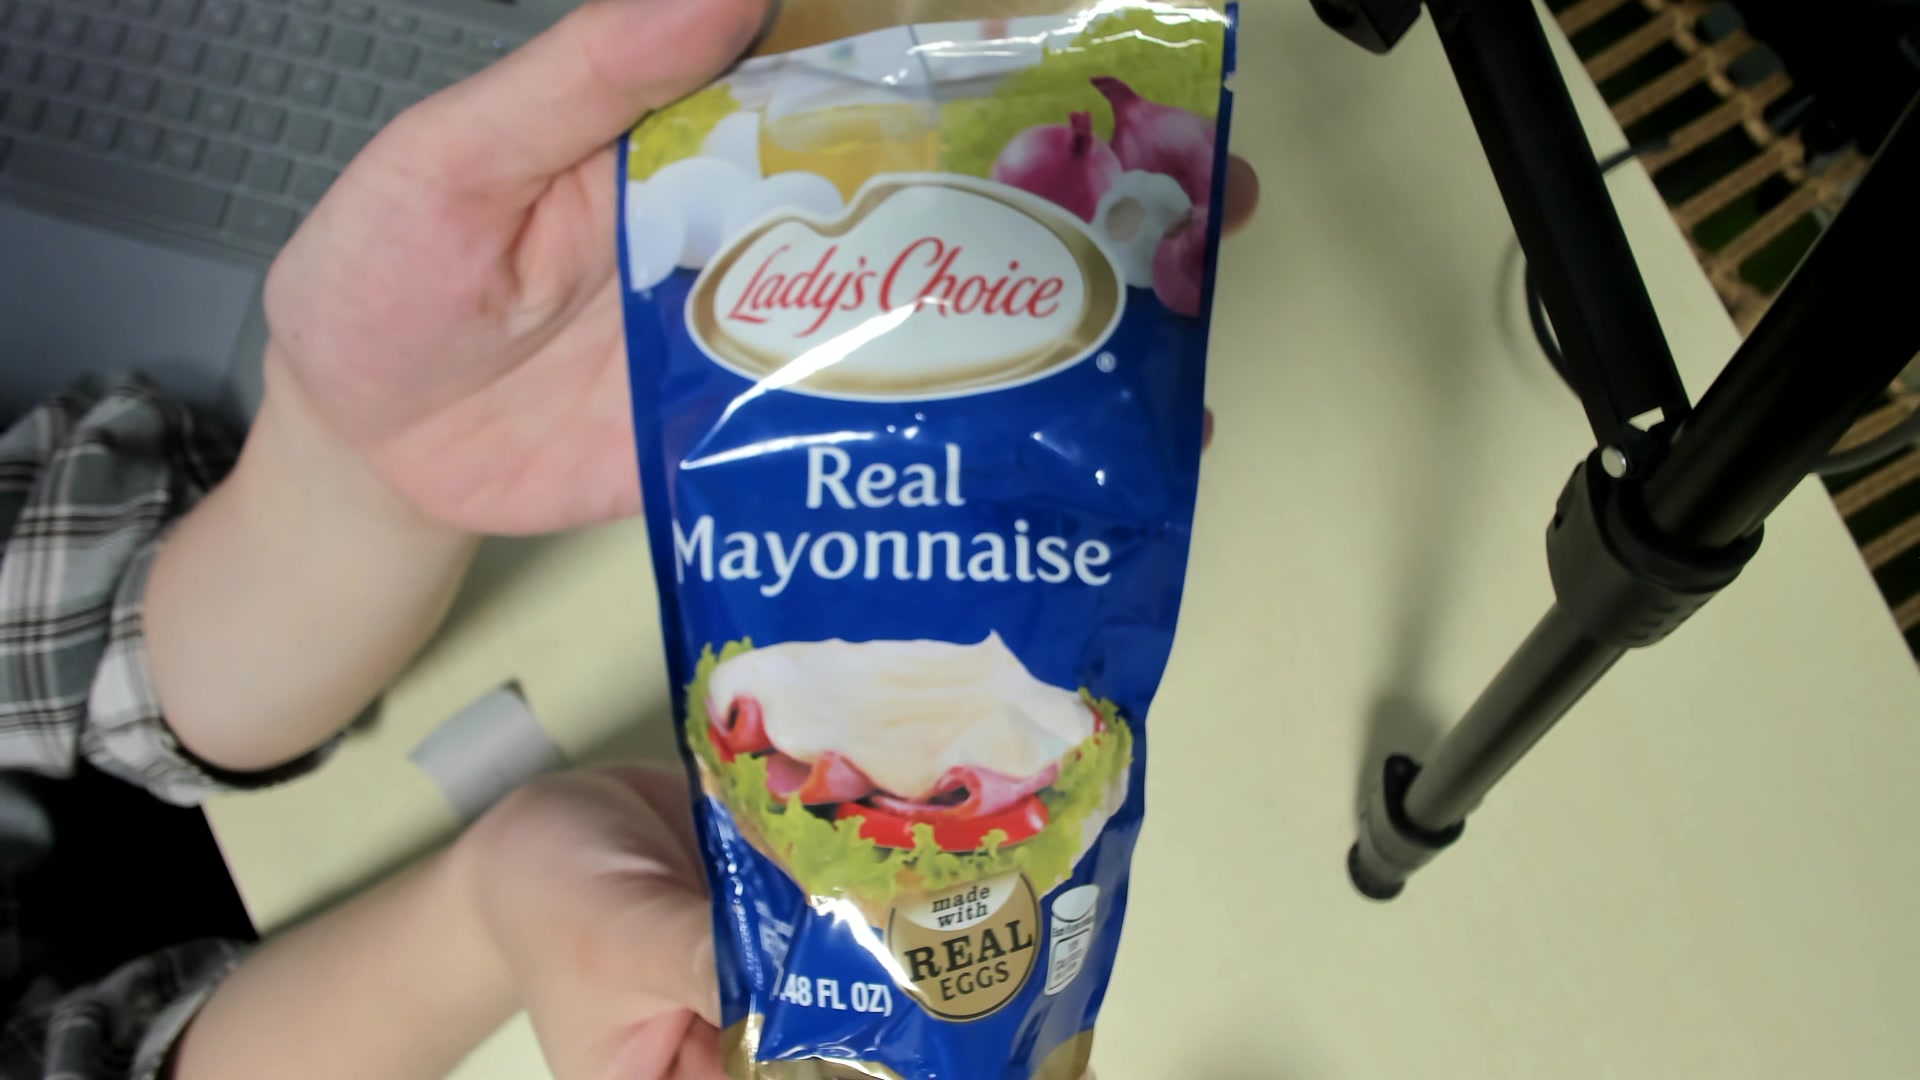 Lady's Choice
®
Real
Mayonnaise
made
with
REAL
EGGS
.48 FL OZ)